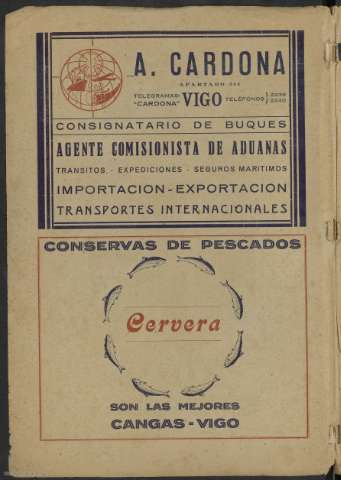 A. CARDONA
APARTADO
TELEGRAMAS: "CARDONA" VIGO TELÉFONOS
CONSIGNATARIO DE BUQUES
AGENTE COMISIONISTA DE ADUANAS
TRANSITOS - EXPEDICIONES - SEGUROS MARITIMOS
IMPORTACION - EXPORTACION
TRANSPORTES INTERNACIONALES
CONSERVAS DE PESCADOS
Cervera
SON LAS MEJORES
CANGAS - VIGO